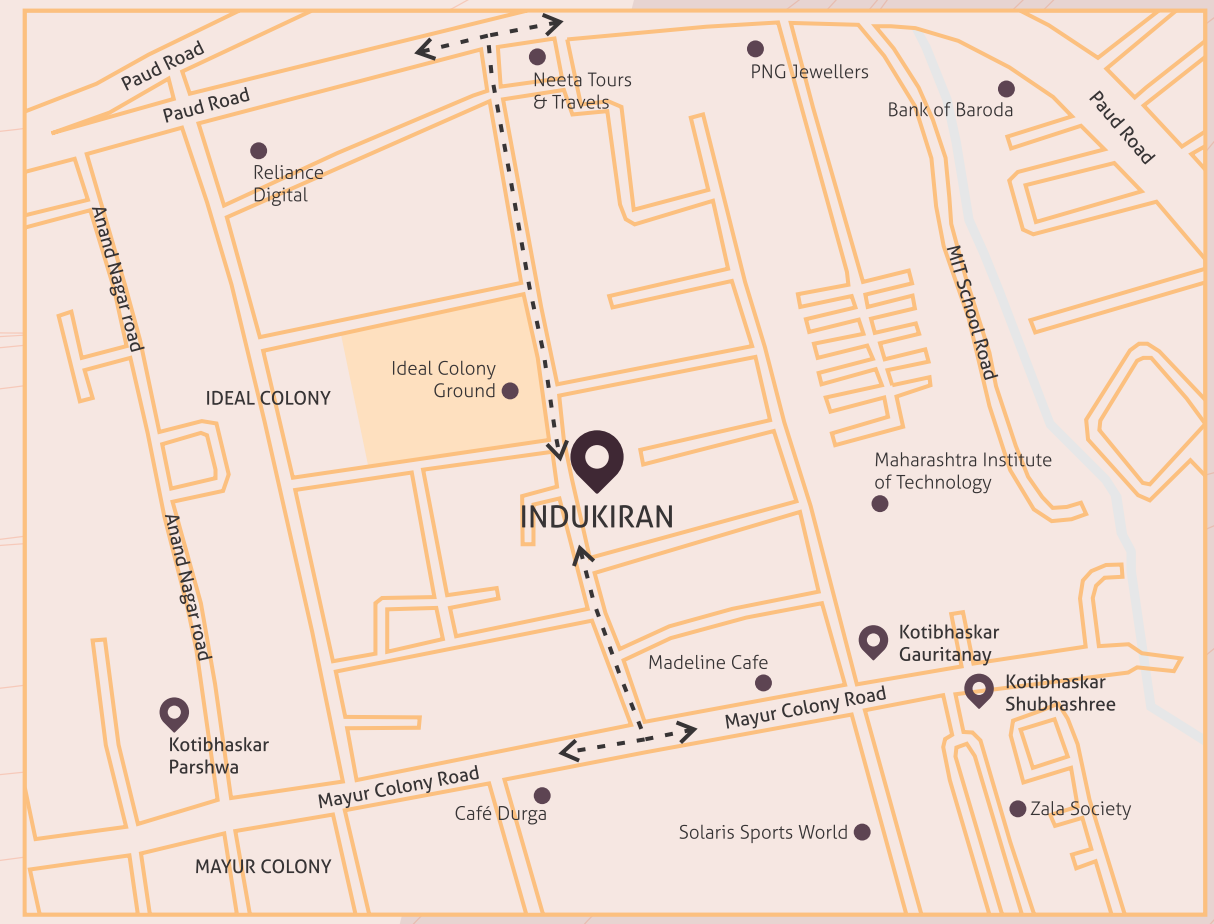 Paud Road
Paud Road
Neeta Tours
& Travels
PNG Jewellers
Bank of Baroda
Paud Road
Reliance
Digital
Anand Nagar road
MIT School Road
Ideal Colony
Ground
IDEAL COLONY
Maharashtra Institute
of Technology
INDUKIRAN
Anand Nagar road
Kotibhaskar
Gauritanay
Madeline Cafe
Kotibhaskar
Shubhashree
Mayur Colony Road
Kotibhaskar
Parshwa
Mayur Colony Road
Café Durga
Zala Society
Solaris Sports World
MAYUR COLONY